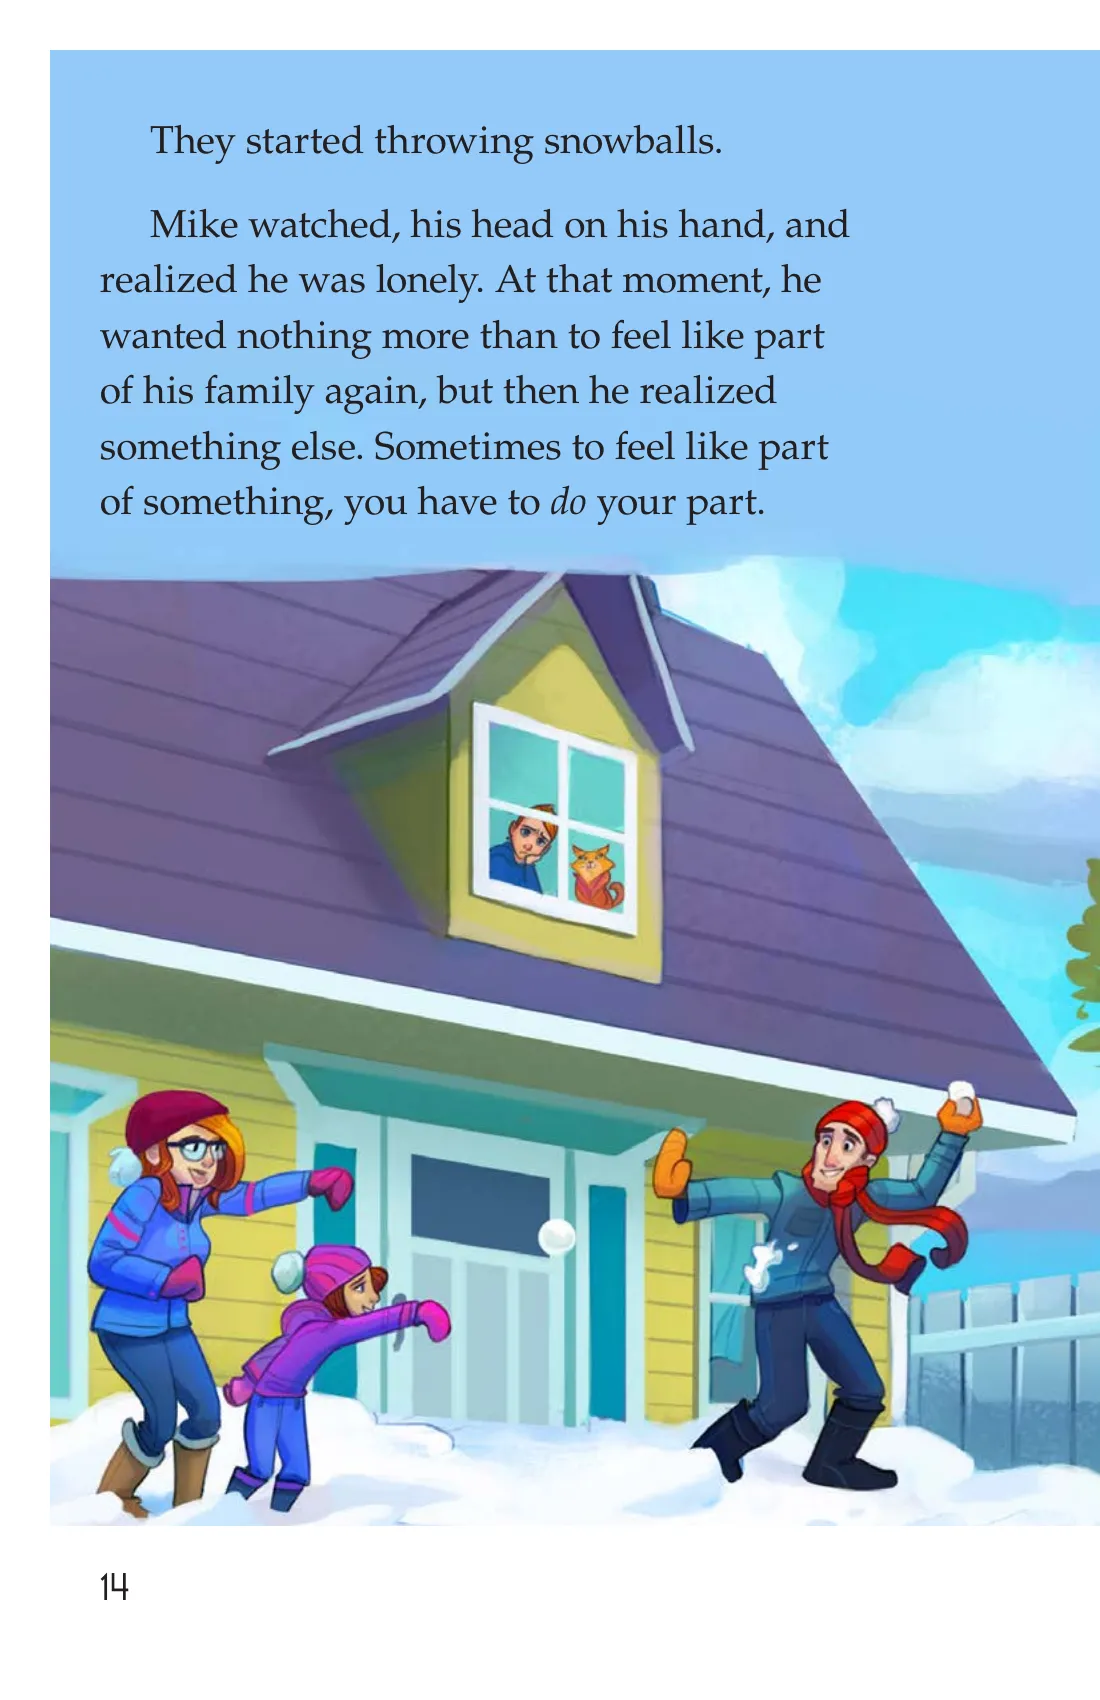 They started throwing snowballs.
Mike watched, his head on his hand, and
realized he was lonely. At that moment, he
wanted nothing more than to feel like part
of his family again, but then he realized
something else. Sometimes to feel like part
of something, you have to do your part.
14